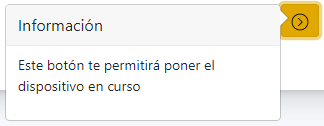 Información
Este botón te permitirá poner el
dispositivo en curso